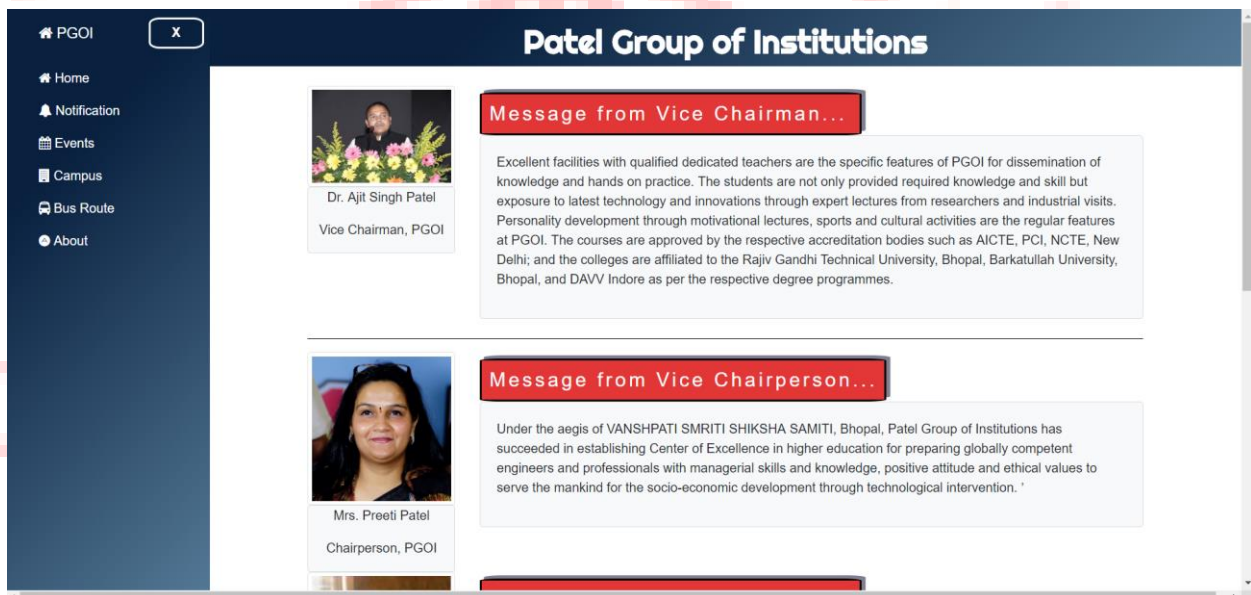 PGOI
X
Patel Group of Institutions
Home
Notification
Events
Campus
Bus Route
About
Dr. Ajit Singh Patel
Vice Chairman, PGOI
Message from Vice Chairman...
Excellent facilities with qualified dedicated teachers are the specific features of PGOI for dissemination of
knowledge and hands on practice. The students are not only provided required knowledge and skill but
exposure to latest technology and innovations through expert lectures from researchers and industrial visits.
Personality development through motivational lectures, sports and cultural activities are the regular features
at PGOI. The courses are approved by the respective accreditation bodies such as AICTE, PCI, NCTE, New
Delhi; and the colleges are affiliated to the Rajiv Gandhi Technical University, Bhopal, Barkatullah University,
Bhopal, and DAVV Indore as per the respective degree programmes.
Mrs. Preeti Patel
Chairperson, PGOI
Message from Vice Chairperson...
Under the aegis of VANSHPATI SMRITI SHIKSHA SAMITI, Bhopal, Patel Group of Institutions has
succeeded in establishing Center of Excellence in higher education for preparing globally competent
engineers and professionals with managerial skills and knowledge, positive attitude and ethical values to
serve the mankind for the socio-economic development through technological intervention. '